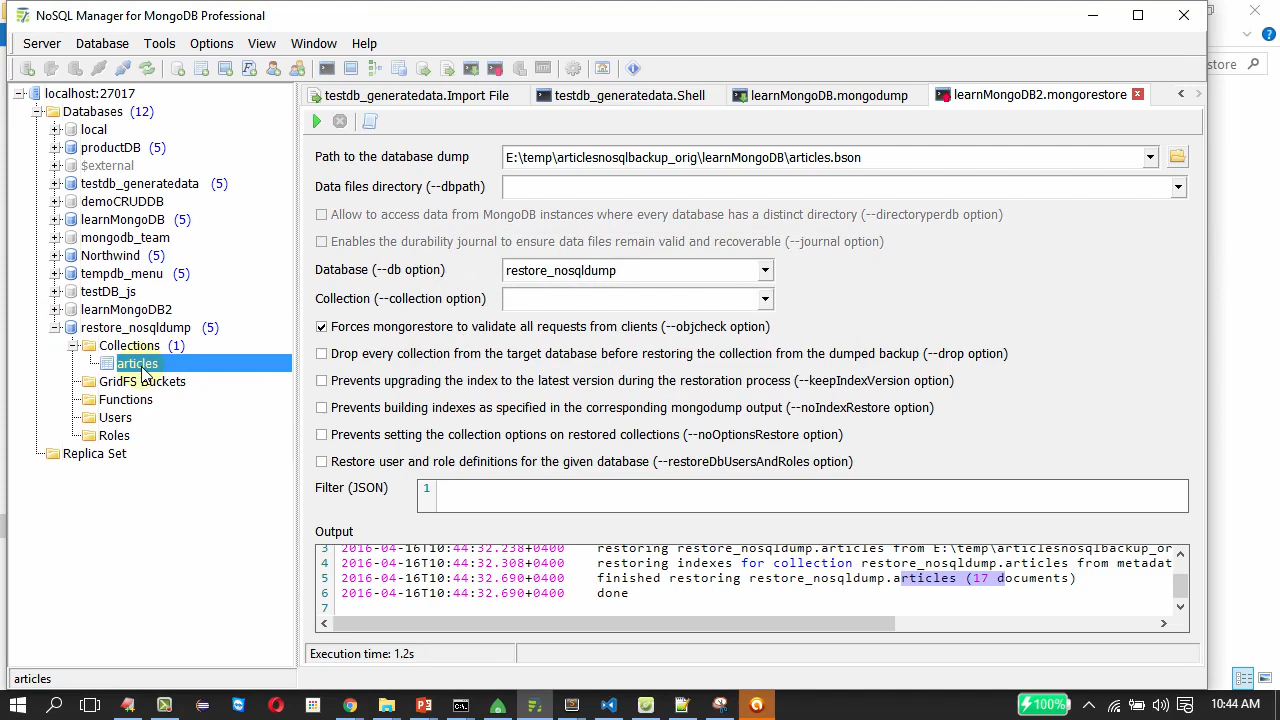 NoSQL Manager for MongoDB Professional
Server Database Tools Options View Window Help
store
localhost:27017
Databases (12)
local
productDB (5)
$external
testdb_generatedata (5)
demoCRUDDB
learnMongoDB (5)
mongodb_team
Northwind (5)
tempdb_menu (5)
testDB_js
learnMongoDB2
restore_nosqldump (5)
Collections (1)
articles
GridFS Buckets
Functions
Users
Roles
Replica Set
testdb_generatedata.Import File testdb_generatedata.Shell learnMongoDB.mongodump learnMongoDB2.mongorestore
Path to the database dump E:\temp\articlesnosqlbackup_orig\learnMongoDB\articles.bson
Data files directory (--dbpath)
Allow to access data from MongoDB instances where every database has a distinct directory (--directoryperdb option)
Enables the durability journal to ensure data files remain valid and recoverable (--journal option)
Database (--db option) restore_nosqldump
Collection (--collection option)
Forces mongorestore to validate all requests from clients (--objcheck option)
Drop every collection from the target database before restoring the collection from the dumped backup (--drop option)
Prevents upgrading the index to the latest version during the restoration process (--keepIndexVersion option)
Prevents building indexes as specified in the corresponding mongodump output (--noIndexRestore option)
Prevents setting the collection options on restored collections (--noOptionsRestore option)
Restore user and role definitions for the given database (--restoreDbUsersAndRoles option)
Filter (JSON) 1
Output
3 2016-04-16T10:44:32.238+0400 restoring restore_nosqldump.articles from E:\temp\articlesnosqlbackup_or
4 2016-04-16T10:44:32.308+0400 restoring indexes for collection restore_nosqldump.articles from metadat
5 2016-04-16T10:44:32.690+0400 finished restoring restore_nosqldump.articles (17 documents)
6 2016-04-16T10:44:32.690+0400 done
7
Execution time: 1.2s
articles
100% 10:44 AM